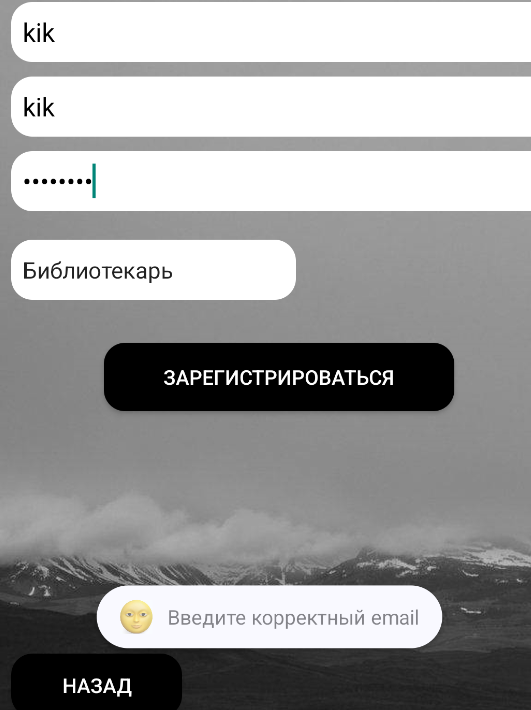 kik
kik
••••••••
Библиотекарь
ЗАРЕГИСТРИРОВАТЬСЯ
Введите корректный email
НАЗАД